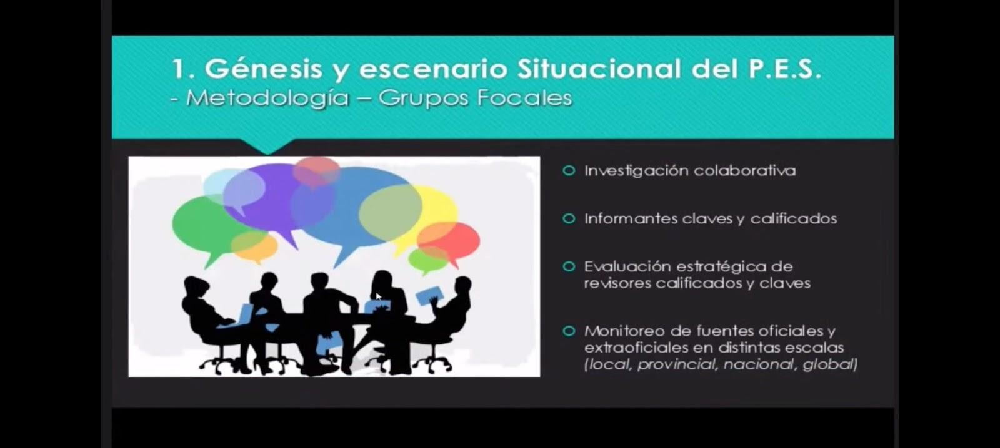 1. Génesis y escenario Situacional del P.E.S.
- Metodología – Grupos Focales
Investigación colaborativa
Informantes claves y calificados
Evaluación estratégica de
revisores calificados y claves
Monitoreo de fuentes oficiales y
extraoficiales en distintas escalas
(local, provincial, nacional, global)